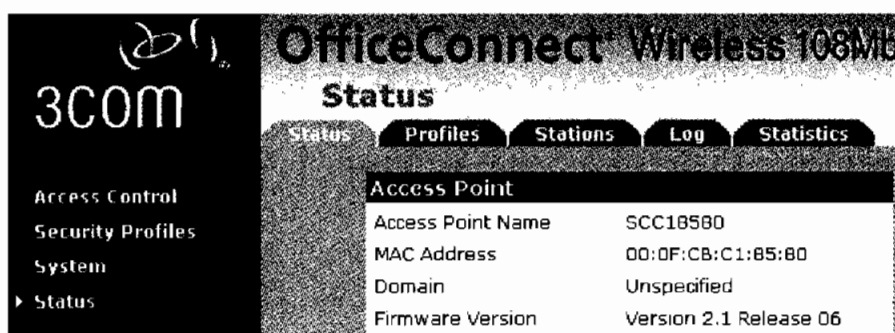 3COM
OfficeConnect Wireless 108Mb
Status
Status Profiles Stations Log Statistics
Access Control
Security Profiles
System
Status
Access Point
Access Point Name SCC18580
MAC Address 00:0F:CB:C1:85:80
Domain Unspecified
Firmware Version Version 2.1 Release 06